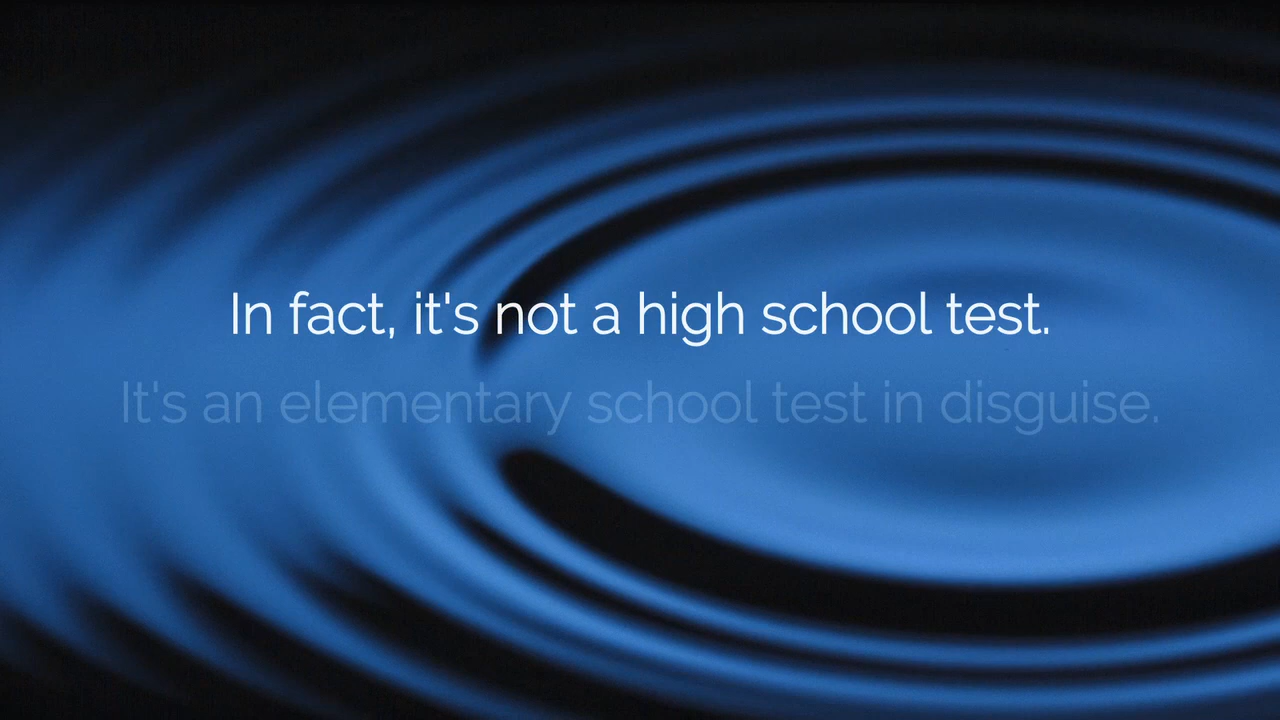 In fact, it's not a high school test.
It's an elementary school test in disguise.